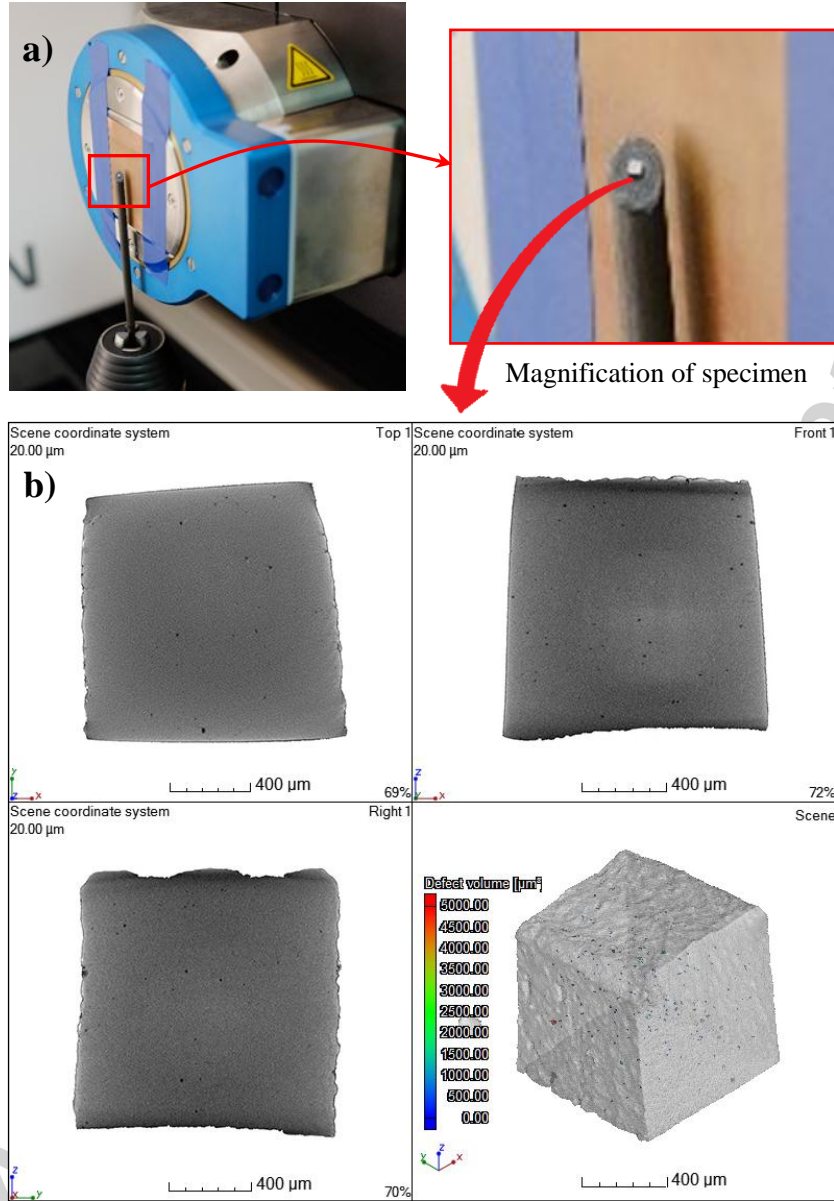 a)
Magnification of specimen
Scene coordinate system
Top 1
20.00 µm
b)
y
z
x
400 µm
69%
Scene coordinate system
Front 1
20.00 µm
z
y
x
400 µm
72%
Scene coordinate system
Right 1
20.00 µm
z
x
y
400 µm
70%
Scene
Defect volume [µm³]
5000.00
4500.00
4000.00
3500.00
3000.00
2500.00
2000.00
1500.00
1000.00
500.00
0.00
z
y
x
400 µm